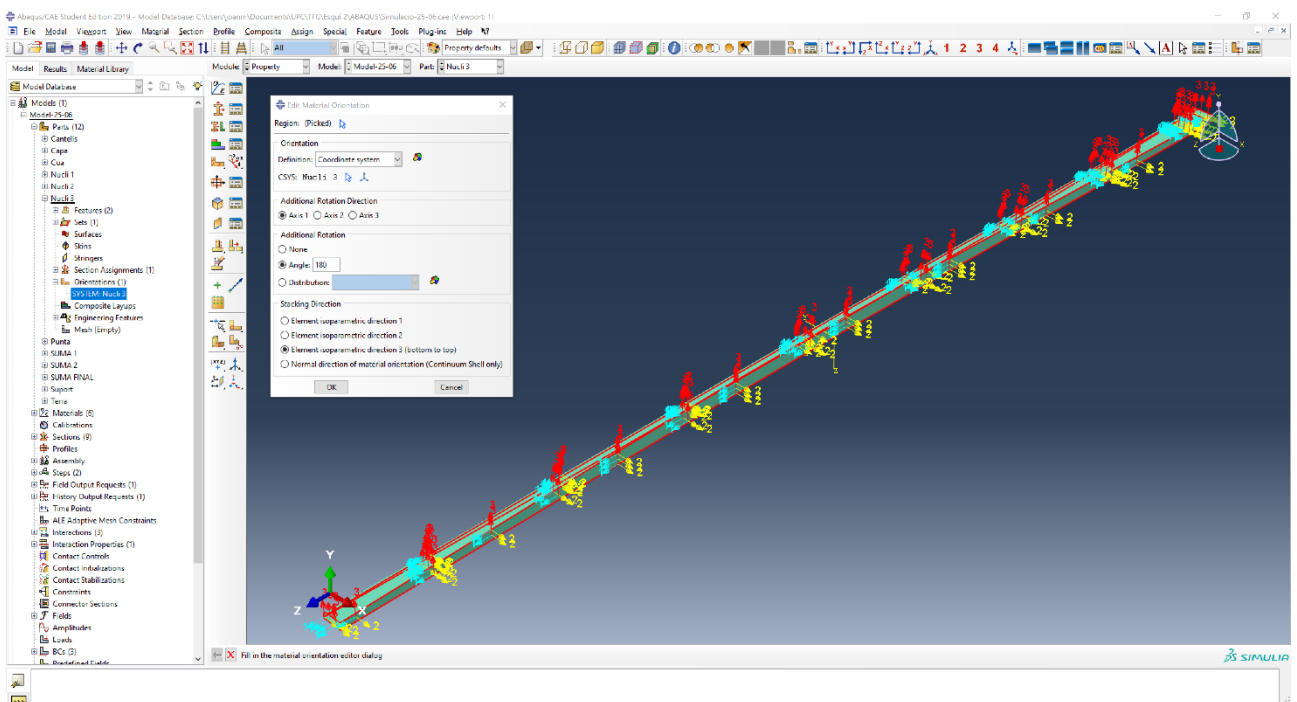 Abaqus/CAE Student Edition 2019 - Model Database: C:\Users\joanm\Documents\UPC\TFG\Esquí 2\ABAQUS\Simulacio-25-06.cae [Viewport: 1]
File Model Viewport View Material Section Profile Composite Assign Special Feature Tools Plug-ins Help
All Property defaults 1 2 3 4
Model Results Material Library Module: Property Model: Model-25-06 Part: Nucli 3
Model Database
Models (1)
Model-25-06
Parts (12)
Cantells
Capa
Cua
Nucli 1
Nucli 2
Nucli 3
Features (2)
Sets (1)
Surfaces
Skins
Stringers
Section Assignments (1)
Orientations (1)
SYSTEM: Nucli 3
Composite Layups
Engineering Features
Mesh (Empty)
Punta
SUMA 1
SUMA 2
SUMA FINAL
Suport
Terra
Materials (6)
Calibrations
Sections (9)
Profiles
Assembly
Steps (2)
Field Output Requests (1)
History Output Requests (1)
Time Points
ALE Adaptive Mesh Constraints
Interactions (3)
Interaction Properties (1)
Contact Controls
Contact Initializations
Contact Stabilizations
Constraints
Connector Sections
Fields
Amplitudes
Loads
BCs (3)
Predefined Fields
Edit Material Orientation
Region: (Picked)
Orientation
Definition: Coordinate system
CSYS: Nucli 3
Additional Rotation Direction
Axis 1 Axis 2 Axis 3
Additional Rotation
None
Angle: 180
Distribution:
Stacking Direction
Element isoparametric direction 1
Element isoparametric direction 2
Element isoparametric direction 3 (bottom to top)
Normal direction of material orientation (Continuum Shell only)
OK Cancel
Y
Z X
Fill in the material orientation editor dialog
SIMULIA